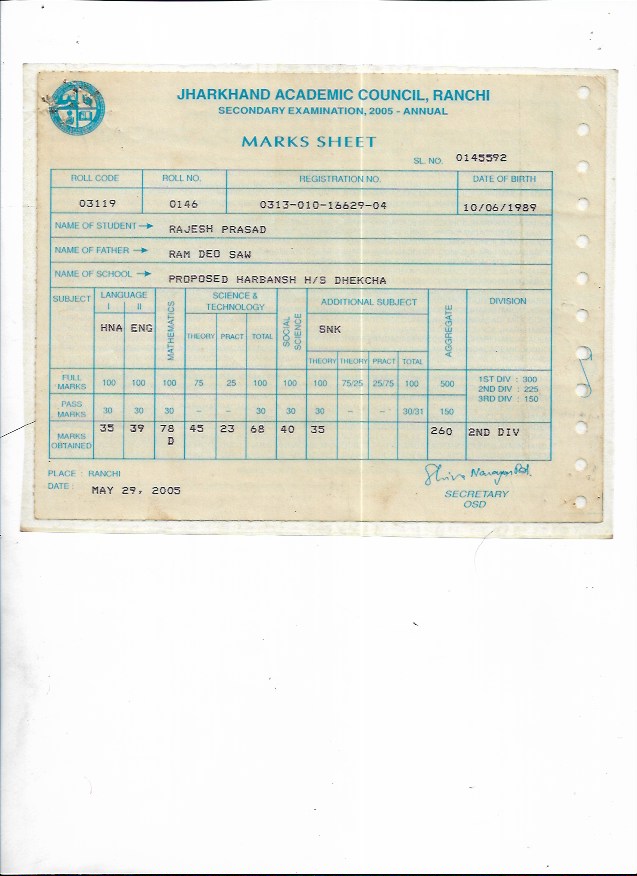 JHARKHAND ACADEMIC COUNCIL, RANCHI
SECONDARY EXAMINATION, 2005 - ANNUAL
MARKS SHEET
SL. NO. 0145592
ROLL CODE ROLL NO. REGISTRATION NO. DATE OF BIRTH
03119 0146 0313-010-16629-04 10/06/1989
NAME OF STUDENT RAJESH PRASAD
NAME OF FATHER RAM DEO SAW
NAME OF SCHOOL PROPOSED HARBANSH H/S DHEKCHA
SUBJECT LANGUAGE MATHEMATICS SCIENCE & TECHNOLOGY SOCIAL SCIENCE ADDITIONAL SUBJECT AGGREGATE DIVISION
I II
HNA ENG THEORY PRACT TOTAL SNK
THEORY THEORY PRACT TOTAL
FULL MARKS 100 100 100 75 25 100 100 100 75/25 25/75 100 500
1ST DIV : 300
2ND DIV : 225
3RD DIV : 150
PASS MARKS 30 30 30 – – 30 30 30 – – 30/31 150
MARKS OBTAINED 35 39 78 45 23 68 40 35 260 2ND DIV
D
PLACE : RANCHI
DATE : MAY 29, 2005
SECRETARY
OSD